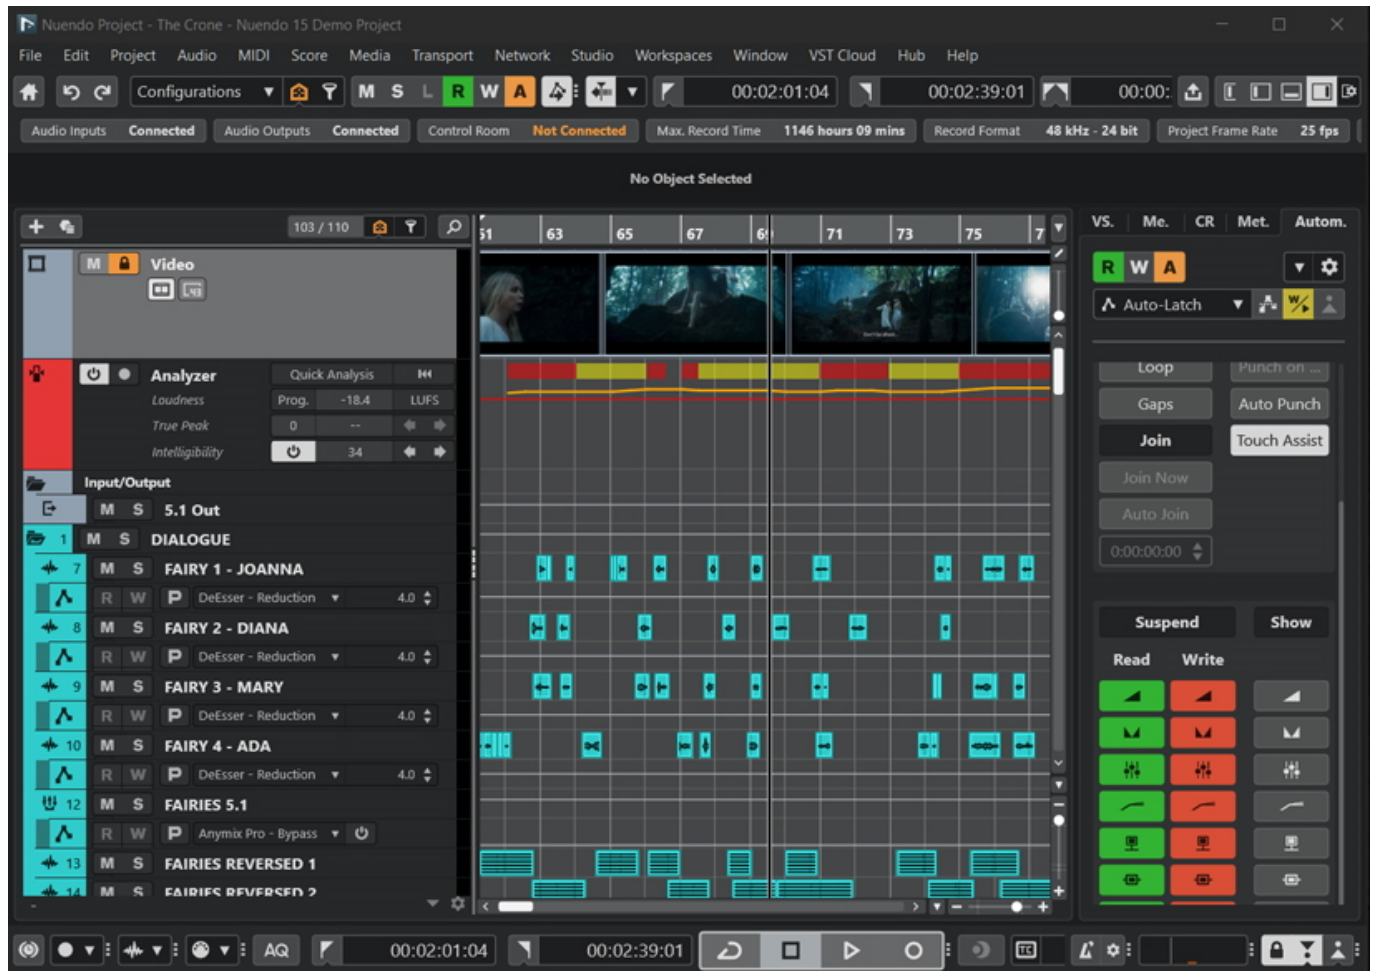 Nuendo Project - The Crone - Nuendo 15 Demo Project
File Edit Project Audio MIDI Score Media Transport Network Studio Workspaces Window VST Cloud Hub Help
Configurations M S L R W A 00:02:01:04 00:02:39:01 00:00:
Audio Inputs Connected Audio Outputs Connected Control Room Not Connected Max. Record Time 1146 hours 09 mins Record Format 48 kHz - 24 bit Project Frame Rate 25 fps
No Object Selected
103 / 110 51 63 65 67 71 73 75 7 VS. Me. CR Met. Autom.
M Video R W A
Auto-Latch
Analyzer Quick Analysis Loop Punch on ...
Loudness Prog. -18.4 LUFS Gaps Auto Punch
True Peak 0 --
Intelligibility 34 Join Touch Assist
Input/Output Join Now
M S 5.1 Out Auto Join
1 M S DIALOGUE 0:00:00:00
7 M S FAIRY 1 - JOANNA
R W P DeEsser - Reduction 4.0
8 M S FAIRY 2 - DIANA Suspend Show
R W P DeEsser - Reduction 4.0 Read Write
9 M S FAIRY 3 - MARY
R W P DeEsser - Reduction 4.0
10 M S FAIRY 4 - ADA
R W P DeEsser - Reduction 4.0
12 M S FAIRIES 5.1
R W P Anymix Pro - Bypass
13 M S FAIRIES REVERSED 1
14 M S FAIRIES REVERSED 2
AQ 00:02:01:04 00:02:39:01 TC